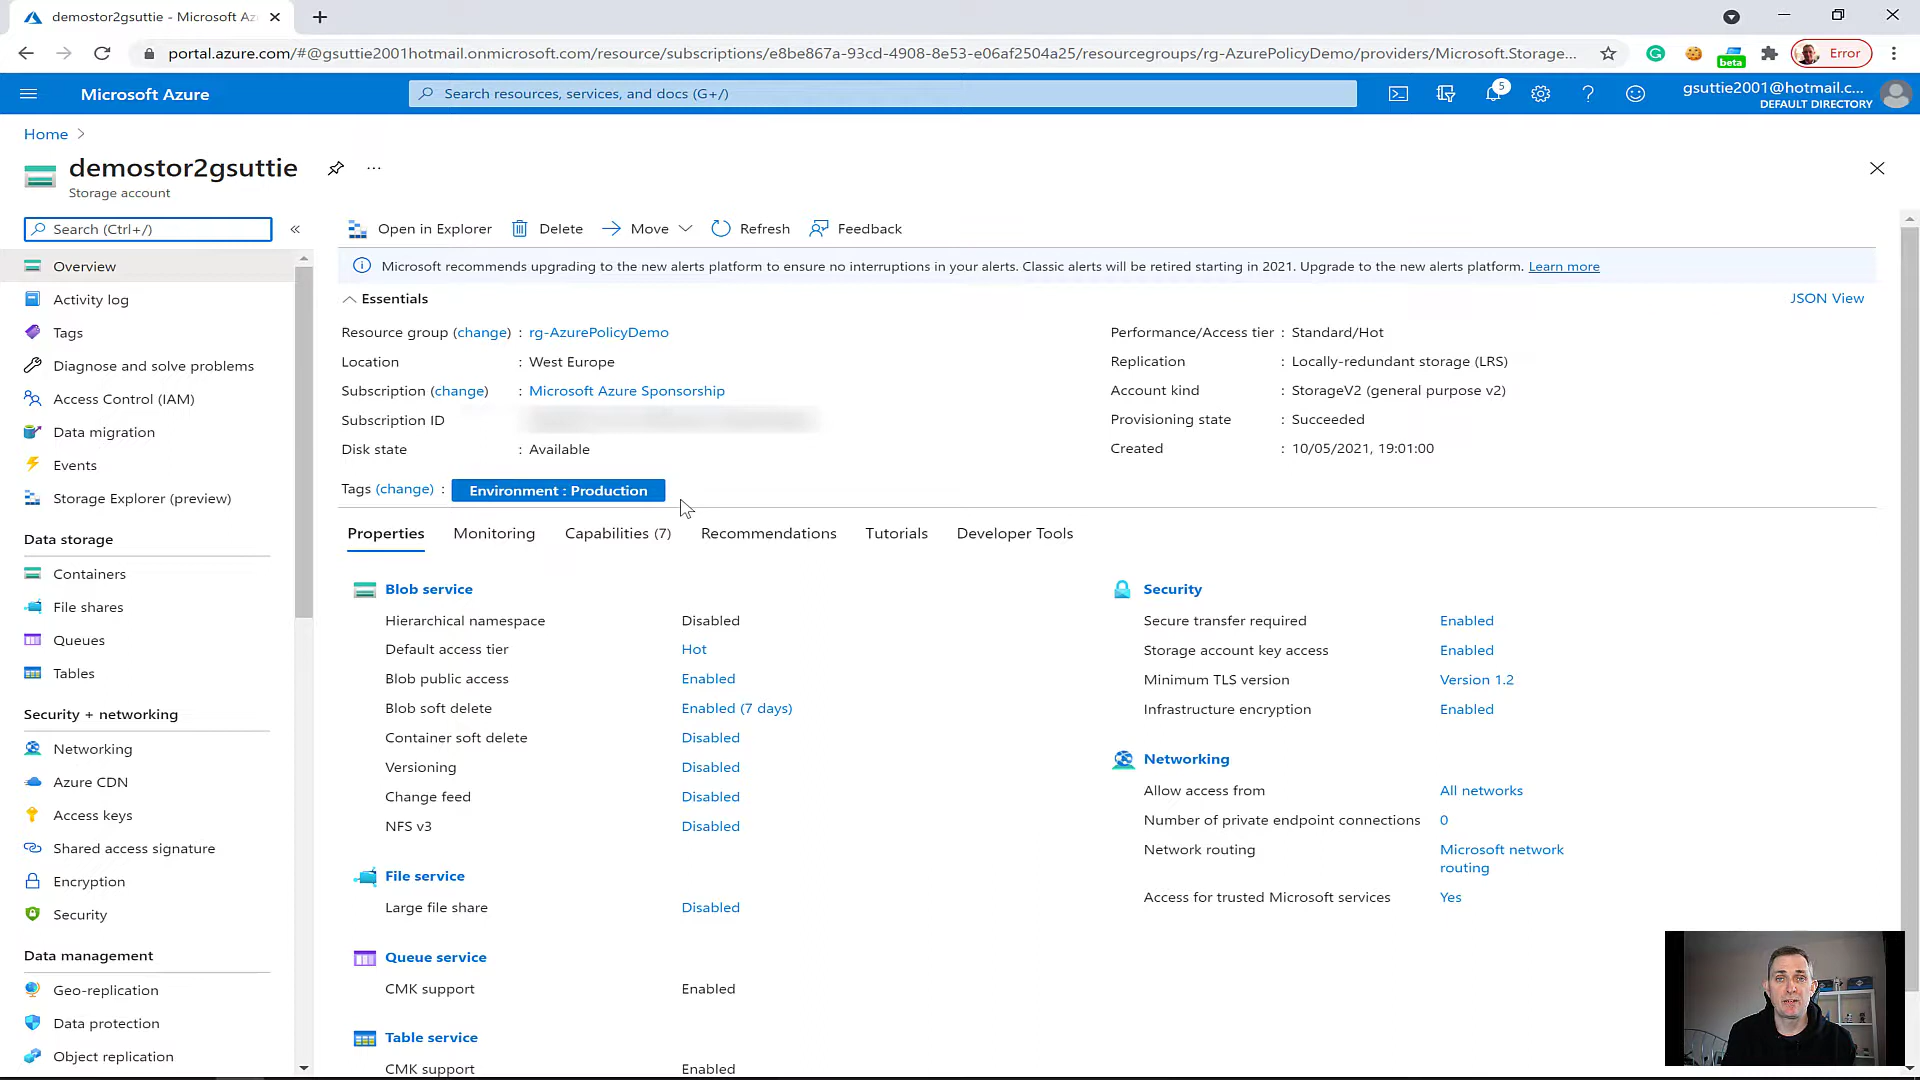 demostor2gsuttie - Microsoft Az
portal.azure.com/#@gsuttie2001hotmail.onmicrosoft.com/resource/subscriptions/e8be867a-93cd-4908-8e53-e06af2504a25/resourcegroups/rg-AzurePolicyDemo/providers/Microsoft.Storage...
beta
Error
Microsoft Azure
Search resources, services, and docs (G+/)
5
gsuttie2001@hotmail.c...
DEFAULT DIRECTORY
Home
demostor2gsuttie
...
Storage account
Search (Ctrl+/)
«
Open in Explorer
Delete
Move
Refresh
Feedback
Microsoft recommends upgrading to the new alerts platform to ensure no interruptions in your alerts. Classic alerts will be retired starting in 2021. Upgrade to the new alerts platform. Learn more
Overview
Activity log
Tags
Diagnose and solve problems
Access Control (IAM)
Data migration
Events
Storage Explorer (preview)
Data storage
Containers
File shares
Queues
Tables
Security + networking
Networking
Azure CDN
Access keys
Shared access signature
Encryption
Security
Data management
Geo-replication
Data protection
Object replication
Essentials
JSON View
Resource group (change) : rg-AzurePolicyDemo
Location : West Europe
Subscription (change) : Microsoft Azure Sponsorship
Subscription ID
Disk state : Available
Performance/Access tier : Standard/Hot
Replication : Locally-redundant storage (LRS)
Account kind : StorageV2 (general purpose v2)
Provisioning state : Succeeded
Created : 10/05/2021, 19:01:00
Tags (change) : Environment : Production
Properties
Monitoring
Capabilities (7)
Recommendations
Tutorials
Developer Tools
Blob service
Hierarchical namespace Disabled
Default access tier Hot
Blob public access Enabled
Blob soft delete Enabled (7 days)
Container soft delete Disabled
Versioning Disabled
Change feed Disabled
NFS v3 Disabled
File service
Large file share Disabled
Queue service
CMK support Enabled
Table service
CMK support Enabled
Security
Secure transfer required Enabled
Storage account key access Enabled
Minimum TLS version Version 1.2
Infrastructure encryption Enabled
Networking
Allow access from All networks
Number of private endpoint connections 0
Network routing Microsoft network
routing
Access for trusted Microsoft services Yes